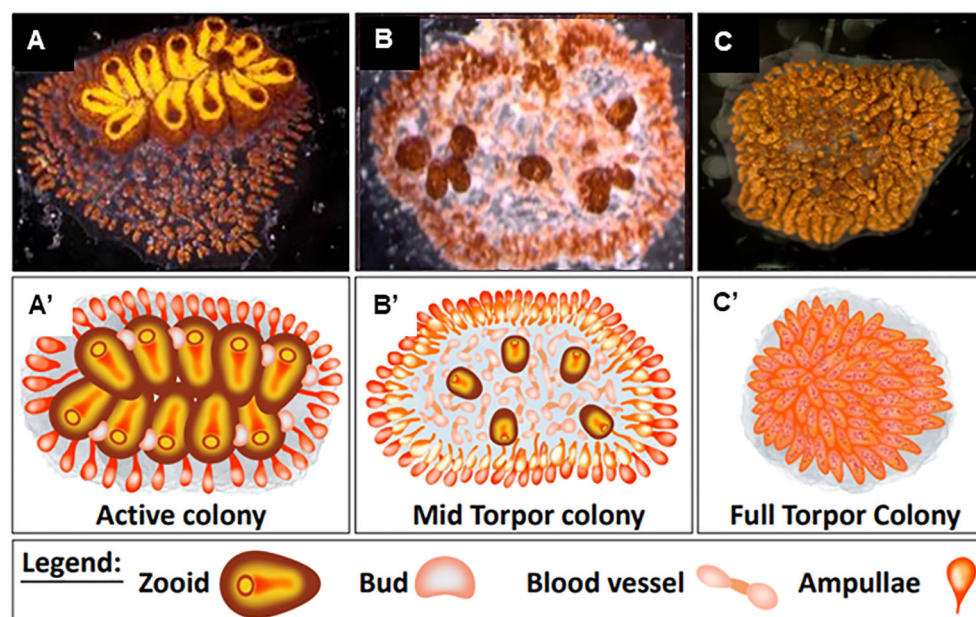 A
B
C
A'
B'
C'
Active colony
Mid Torpor colony
Full Torpor Colony
Legend:
Zooid
Bud
Blood vessel
Ampullae